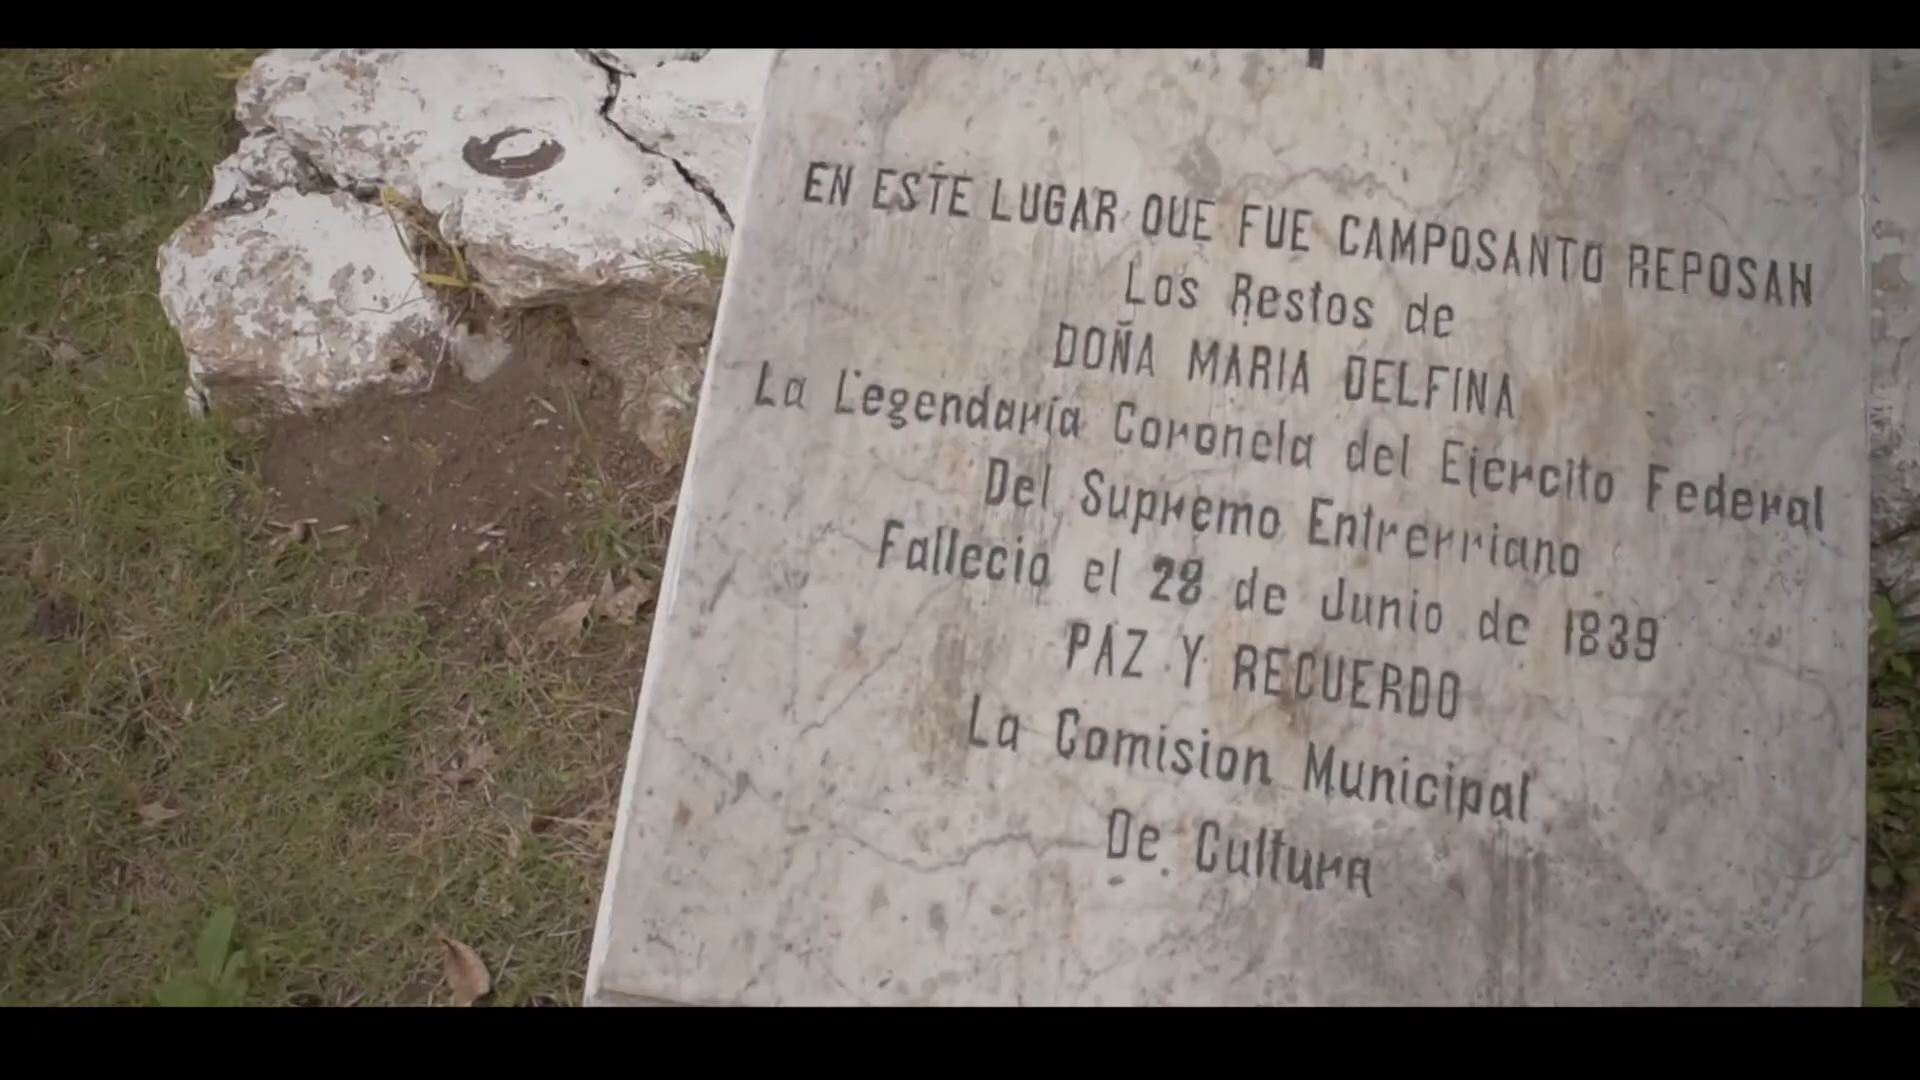 EN ESTE LUGAR QUE FUE CAMPOSANTO REPOSAN
Los Restos de
DOÑA MARIA DELFINA
La Legendaria Coronela del Ejercito Federal
Del Supremo Entrerriano
Fallecio el 28 de Junio de 1839
PAZ Y RECUERDO
La Comision Municipal
De Cultura